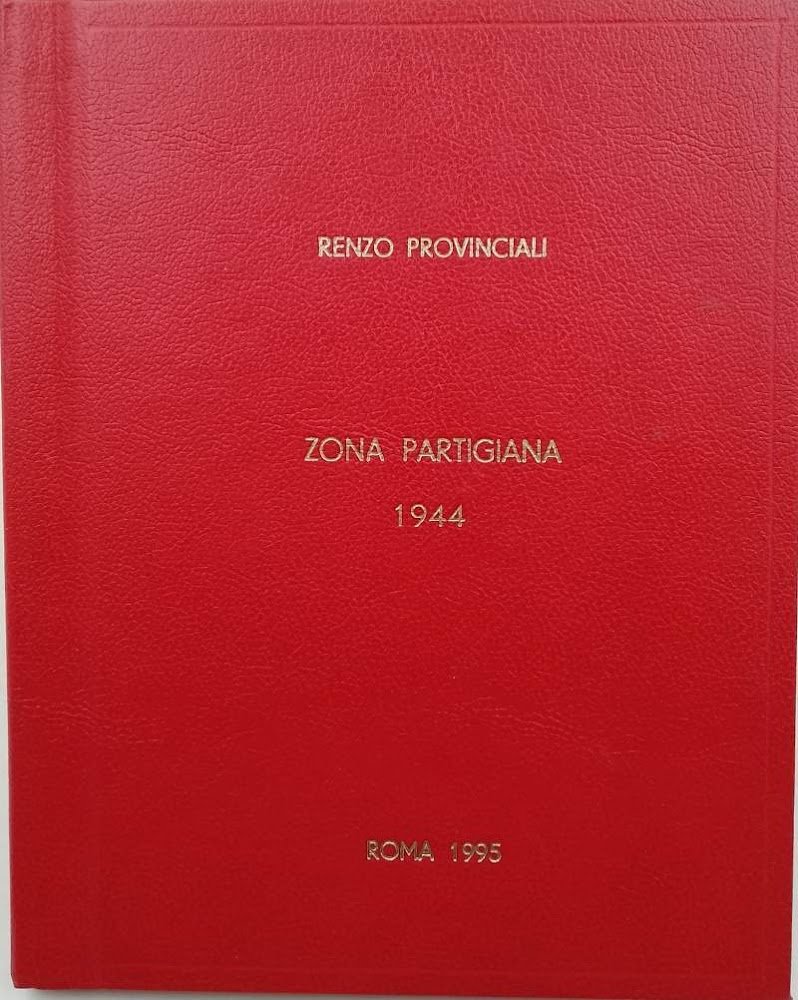 RENZO PROVINCIALI
ZONA PARTIGIANA
1944
ROMA 1995